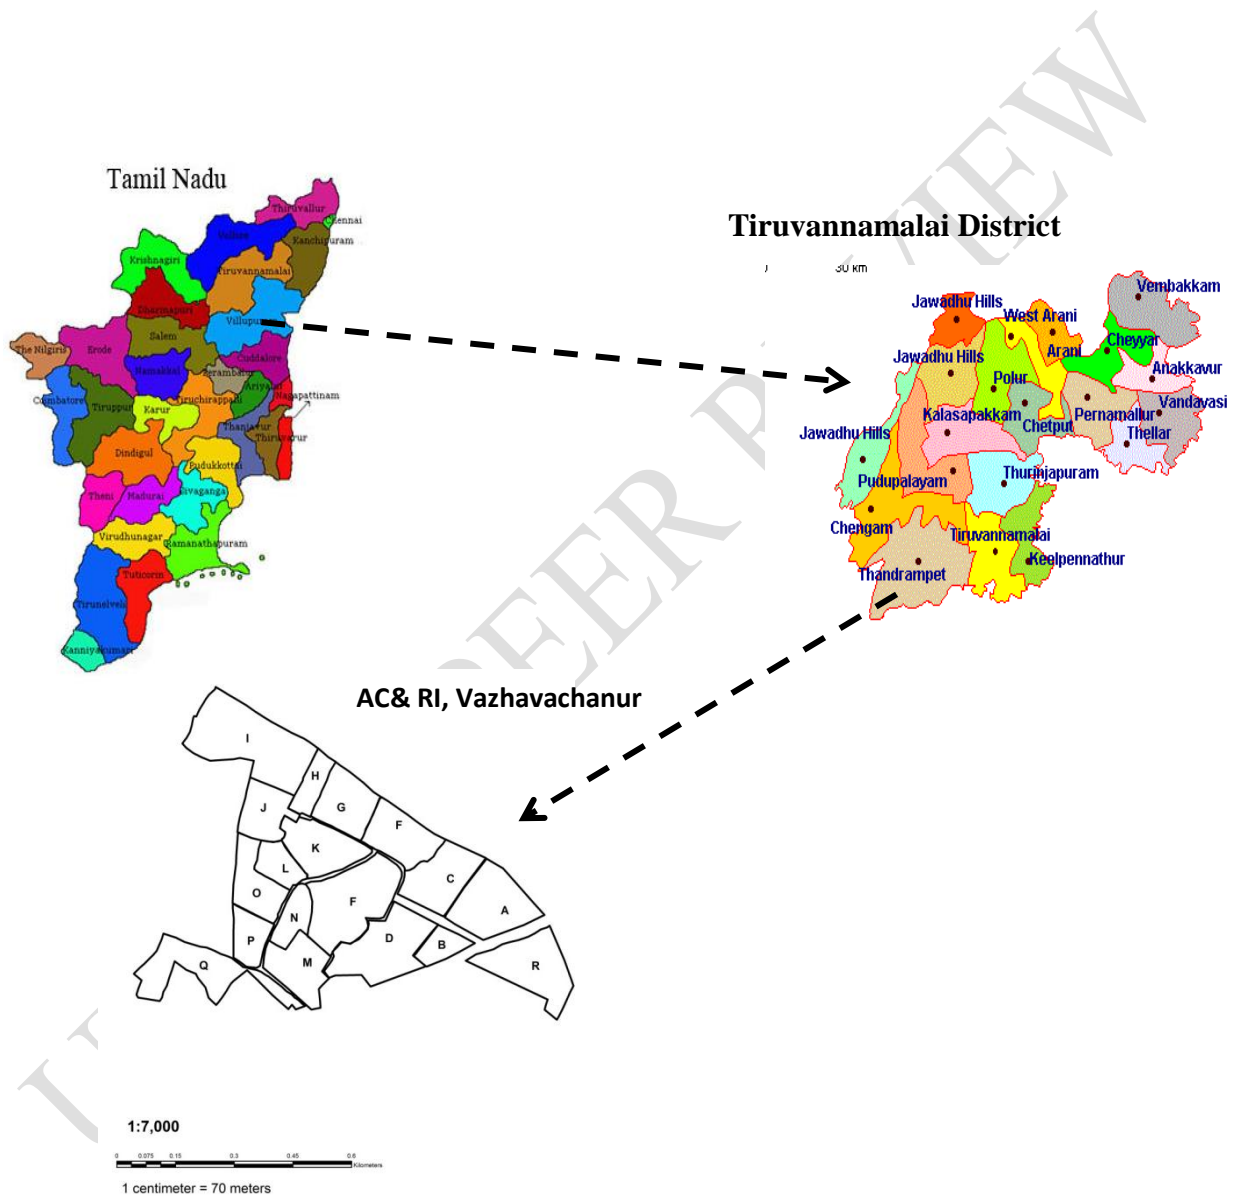 Tamil Nadu
Thiruvallur
Chennai
Kanchipuram
Krishnagiri
Tiruvannamalai
Dharmapuri
Villupuram
Salem
The Nilgiris
Erode
Cuddalore
Namakkal
Perambalur
Ariyalur
Nagapattinam
Coimbatore
Tiruppur
Karur
Tiruchirappalli
Thanjavur
Thiruvarur
Dindigul
Pudukkottai
Theni
Madurai
Sivaganga
Virudhunagar
Ramanathapuram
Tuticorin
Tirunelveli
Kanniyakumari
Tiruvannamalai District
30 km
Vembakkam
Jawadhu Hills
West Arani
Cheyyar
Arani
Jawadhu Hills
Anakkavur
Polur
Vandavasi
Kalasapakkam
Pernamallur
Chetput
Jawadhu Hills
Thellar
Thurinjapuram
Pudupalayam
Chengam
Tiruvannamalai
Keelpennathur
Thandrampet
AC& RI, Vazhavachanur
I
H
J
G
F
K
L
C
O
F
A
N
P
D
B
M
Q
R
1:7,000
0 0.075 0.15 0.3 0.45 0.6
Kilometers
1 centimeter = 70 meters